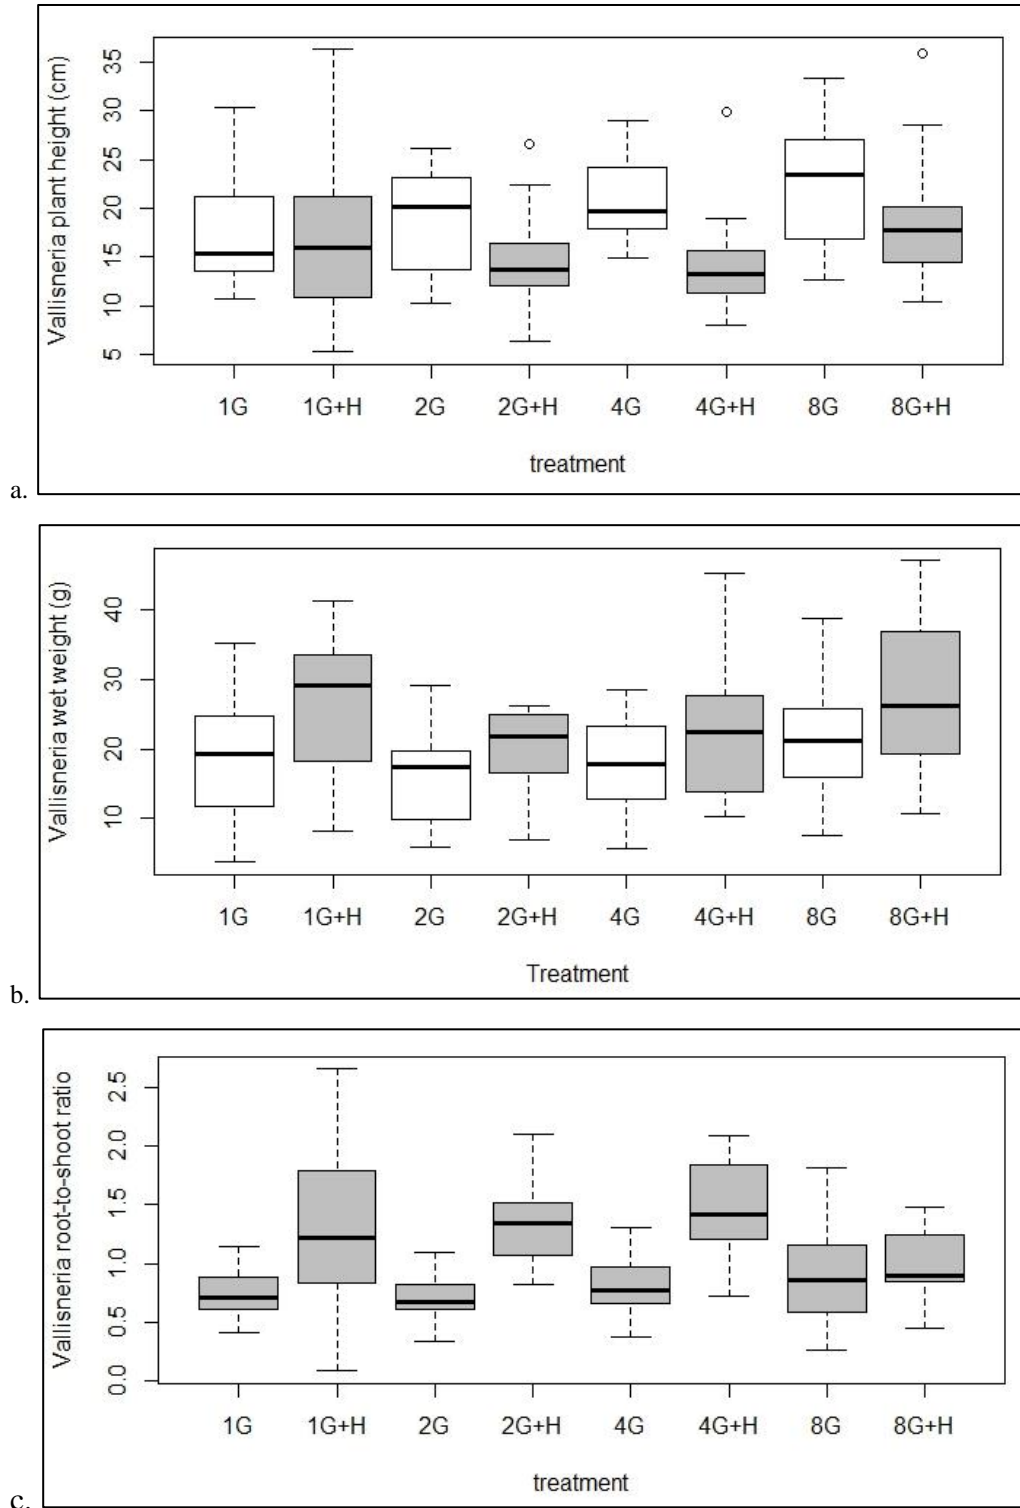 Vallisneria plant height (cm)
35
30
25
20
15
10
5
1G 1G+H 2G 2G+H 4G 4G+H 8G 8G+H
treatment
a.
Vallisneria wet weight (g)
40
30
20
10
1G 1G+H 2G 2G+H 4G 4G+H 8G 8G+H
Treatment
b.
Vallisneria root-to-shoot ratio
2.5
2.0
1.5
1.0
0.5
0.0
1G 1G+H 2G 2G+H 4G 4G+H 8G 8G+H
treatment
c.